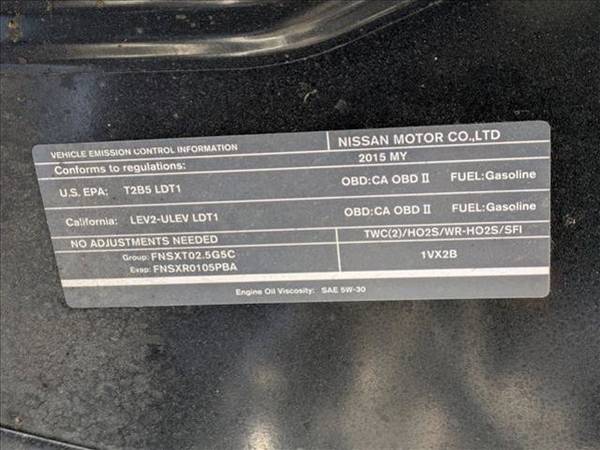 VEHICLE EMISSION CONTROL INFORMATION NISSAN MOTOR CO.,LTD
Conforms to regulations: 2015 MY
U.S. EPA: T2B5 LDT1 OBD:CA OBD II FUEL:Gasoline
California: LEV2-ULEV LDT1 OBD:CA OBD II FUEL:Gasoline
NO ADJUSTMENTS NEEDED TWC(2)/HO2S/WR-HO2S/SFI
Group: FNSXT02.5G5C 1VX2B
Evap: FNSXR0105PBA
Engine Oil Viscosity: SAE 5W-30